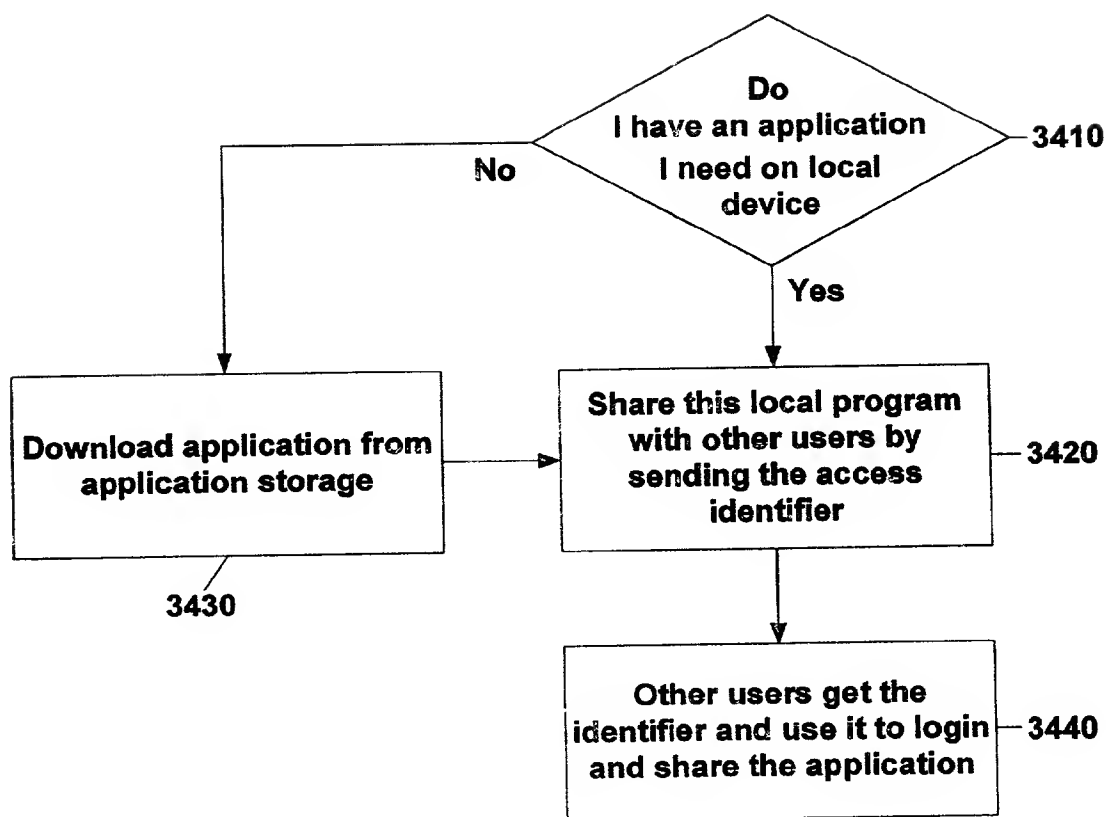 Do
I have an application
I need on local
device
3410
No
Yes
Download application from
application storage
3430
Share this local program
with other users by
sending the access
identifier
3420
Other users get the
identifier and use it to login
and share the application
3440